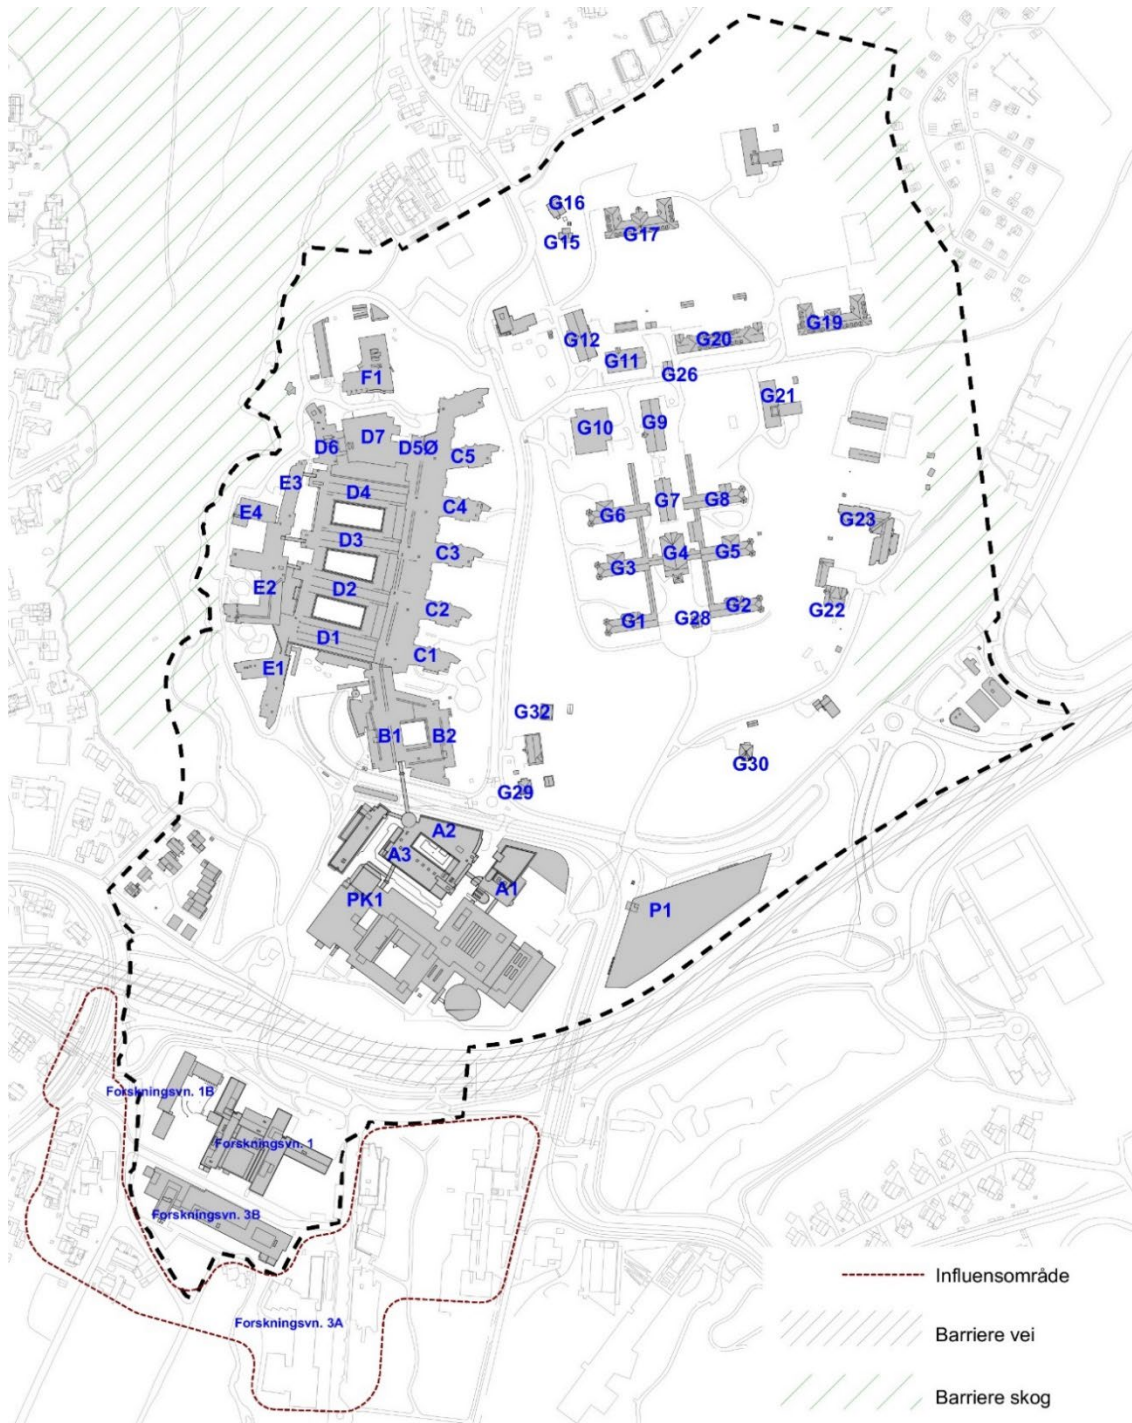 G16
G15
G17
G12
G11
G20
G19
G26
G21
F1
G10
G9
D6
D7
D5Ø
C5
E3
D4
G7
G8
E4
C4
G6
G23
D3
C3
G4
G5
G3
E2
D2
C2
G2
G22
G1
G28
D1
C1
E1
G32
B1
B2
G30
G29
A2
A3
A1
PK1
P1
Forskningsvn. 1B
Forskningsvn. 1
Forskningsvn. 3B
Forskningsvn. 3A
Influensområde
Barriere vei
Barriere skog